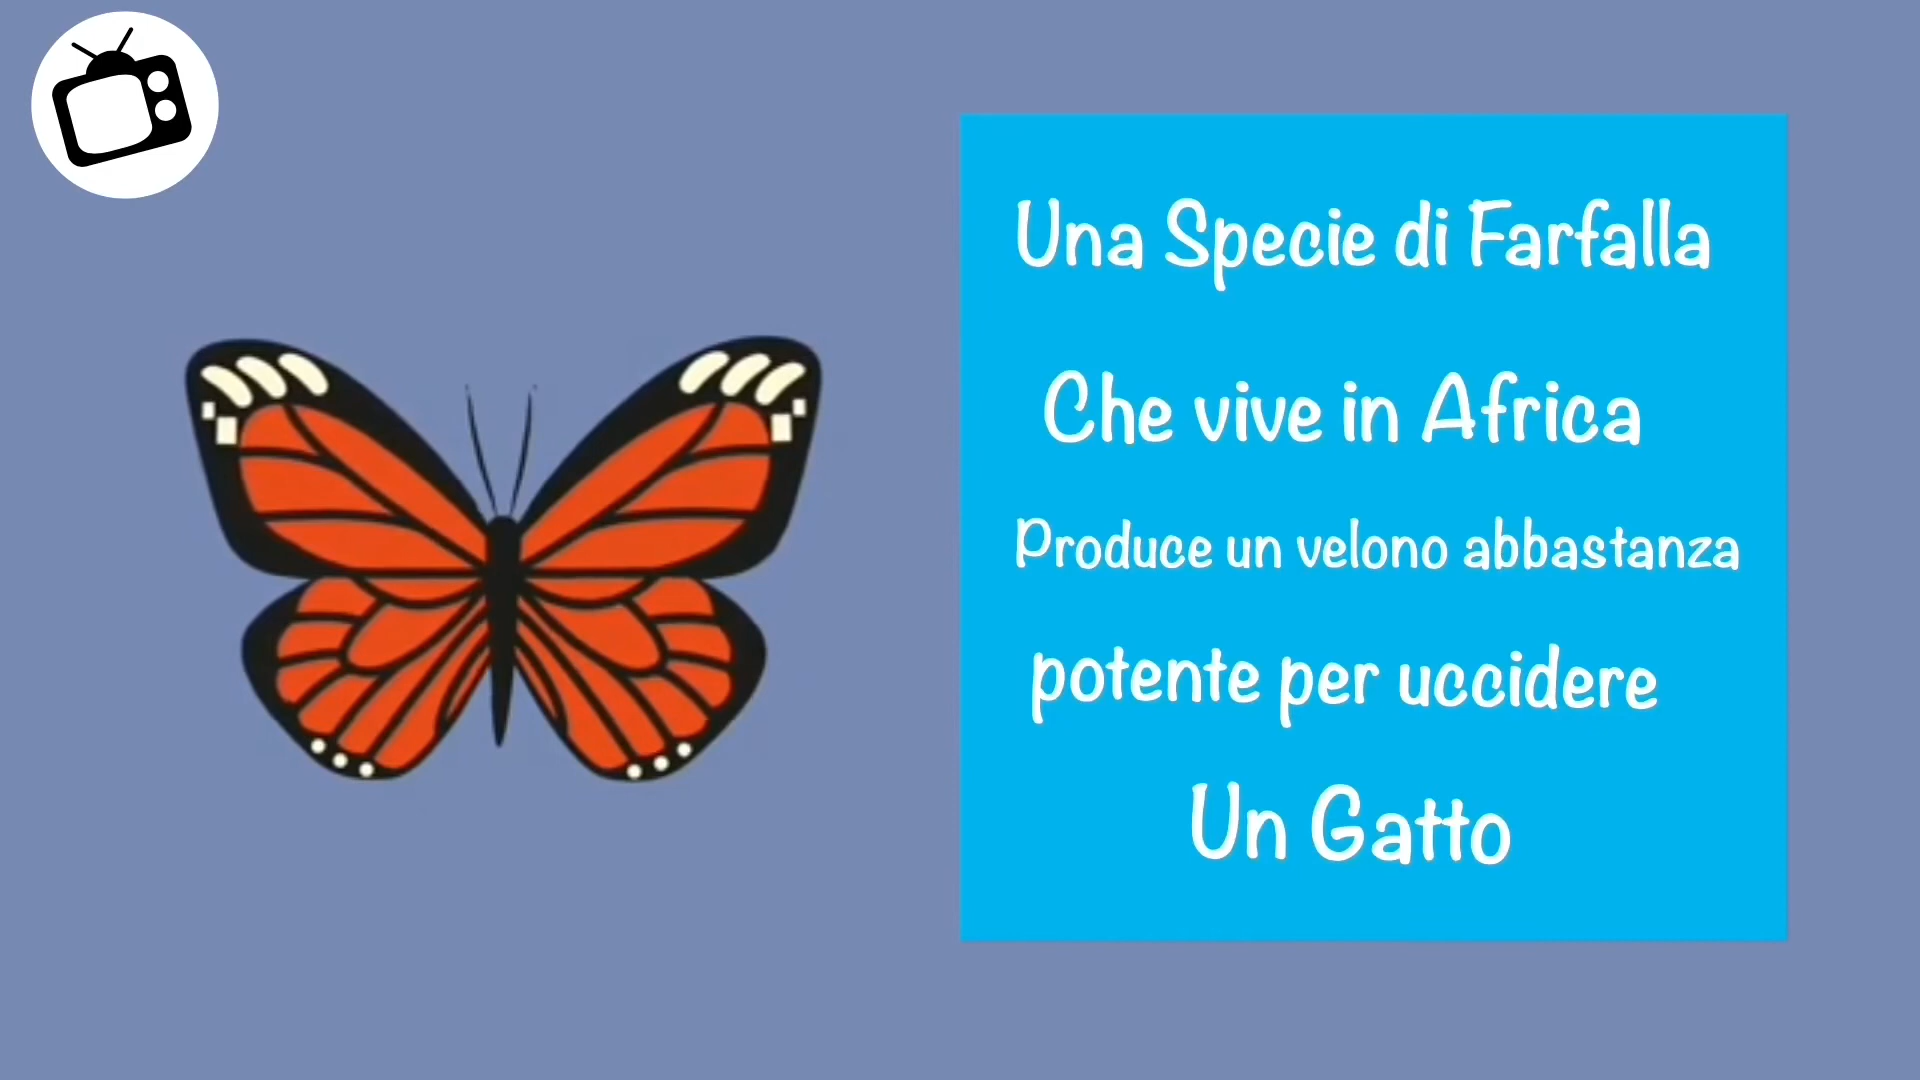 Una Specie di Farfalla
Che vive in Africa
Produce un velono abbastanza
potente per uccidere
Un Gatto